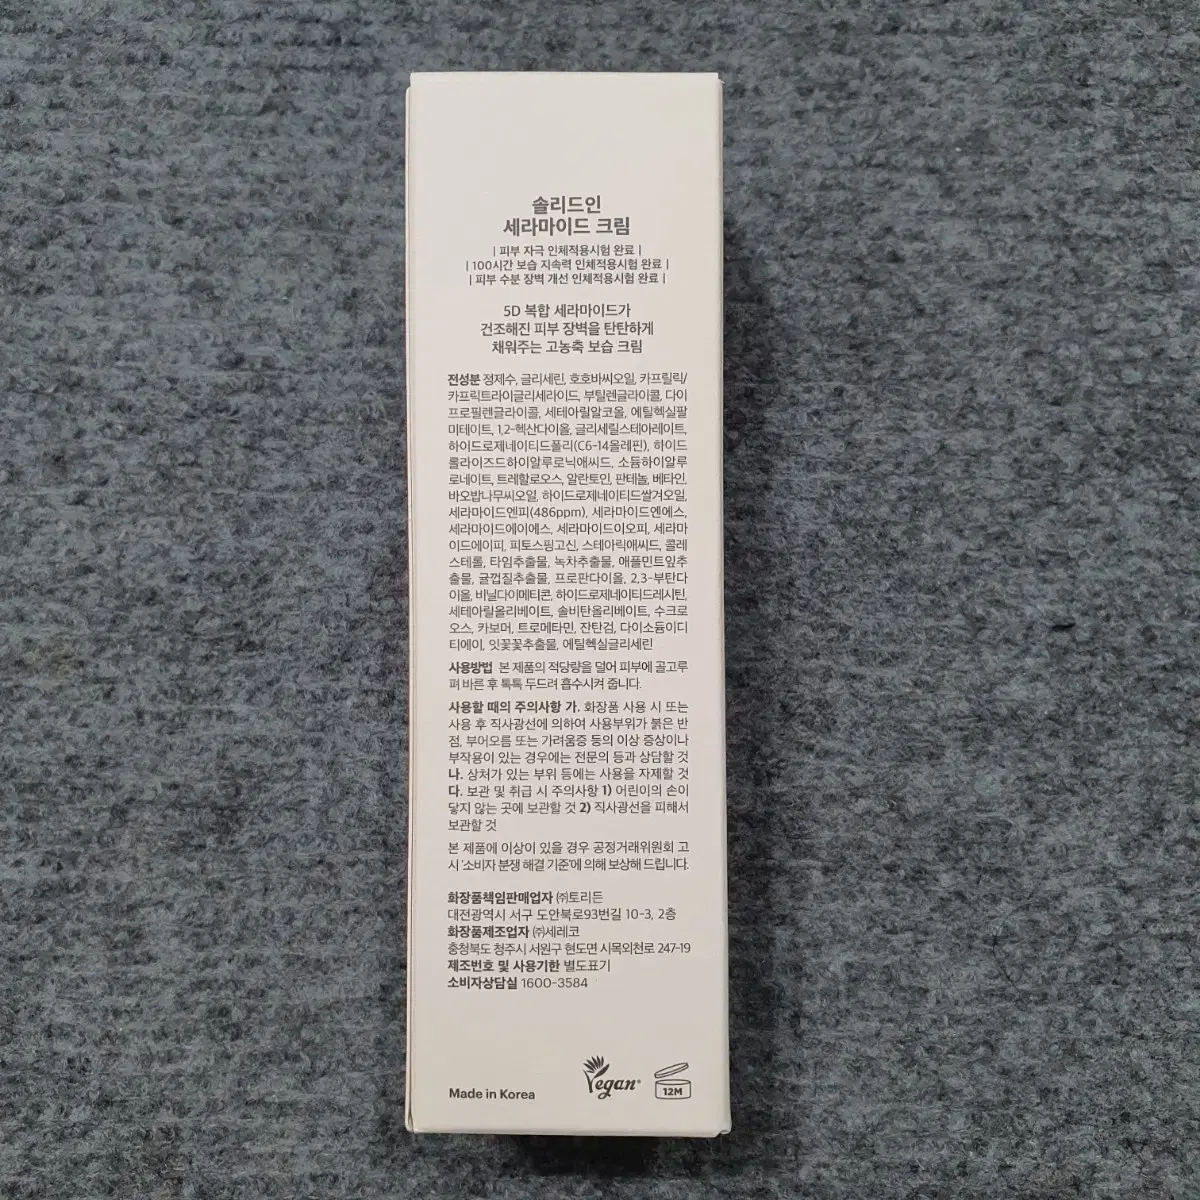 솔리드인
세라마이드 크림
| 피부 자극 인체적용시험 완료 |
| 100시간 보습 지속력 인체적용시험 완료 |
| 피부 수분 장벽 개선 인체적용시험 완료 |
5D 복합 세라마이드가
건조해진 피부 장벽을 탄탄하게
채워주는 고농축 보습 크림
전성분 정제수, 글리세린, 호호바씨오일, 카프릴릭/
카프릭트라이글리세라이드, 부틸렌글라이콜, 다이
프로필렌글라이콜, 세테아릴알코올, 에틸헥실팔
미테이트, 1,2-헥산다이올, 글리세릴스테아레이트,
하이드로제네이티드폴리(C6-14올레핀), 하이드
롤라이즈드하이알루로닉애씨드, 소듐하이알루
로네이트, 트레할로오스, 알란토인, 판테놀, 베타인,
바오밥나무씨오일, 하이드로제네이티드쌀겨오일,
세라마이드엔피(486ppm), 세라마이드엔에스,
세라마이드에이에스, 세라마이드이오피, 세라마
이드에이피, 피토스핑고신, 스테아릭애씨드, 콜레
스테롤, 타임추출물, 녹차추출물, 애플민트잎추
출물, 귤껍질추출물, 프로판다이올, 2,3-부탄다
이올, 비닐다이메티콘, 하이드로제네이티드레시틴,
세테아릴올리베이트, 솔비탄올리베이트, 수크로
오스, 카보머, 트로메타민, 잔탄검, 다이소듐이디
티에이, 잇꽃꽃추출물, 에틸헥실글리세린
사용방법 본 제품의 적당량을 덜어 피부에 골고루
펴 바른 후 톡톡 두드려 흡수시켜 줍니다.
사용할 때의 주의사항 가. 화장품 사용 시 또는
사용 후 직사광선에 의하여 사용부위가 붉은 반
점, 부어오름 또는 가려움증 등의 이상 증상이나
부작용이 있는 경우에는 전문의 등과 상담할 것
나. 상처가 있는 부위 등에는 사용을 자제할 것
다. 보관 및 취급 시 주의사항 1) 어린이의 손이
닿지 않는 곳에 보관할 것 2) 직사광선을 피해서
보관할 것
본 제품에 이상이 있을 경우 공정거래위원회 고
시 '소비자 분쟁 해결 기준'에 의해 보상해 드립니다.
화장품책임판매업자 ㈜토리든
대전광역시 서구 도안북로93번길 10-3, 2층
화장품제조업자 ㈜세레코
충청북도 청주시 서원구 현도면 시목외천로 247-19
제조번호 및 사용기한 별도표기
소비자상담실 1600-3584
Made in Korea
Vegan®
12M